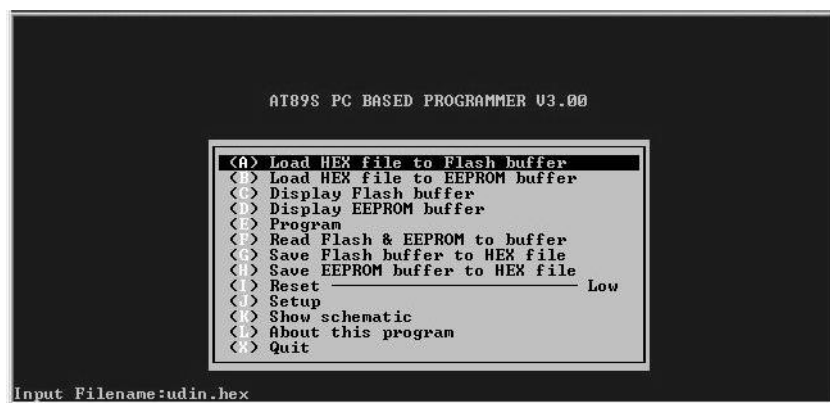 AT89S PC BASED PROGRAMMER V3.00
(A) Load HEX file to Flash buffer
(B) Load HEX file to EEPROM buffer
(C) Display Flash buffer
(D) Display EEPROM buffer
(E) Program
(F) Read Flash & EEPROM to buffer
(G) Save Flash buffer to HEX file
(H) Save EEPROM buffer to HEX file
(I) Reset Low
(J) Setup
(K) Show schematic
(L) About this program
(X) Quit
Input Filename:udin.hex